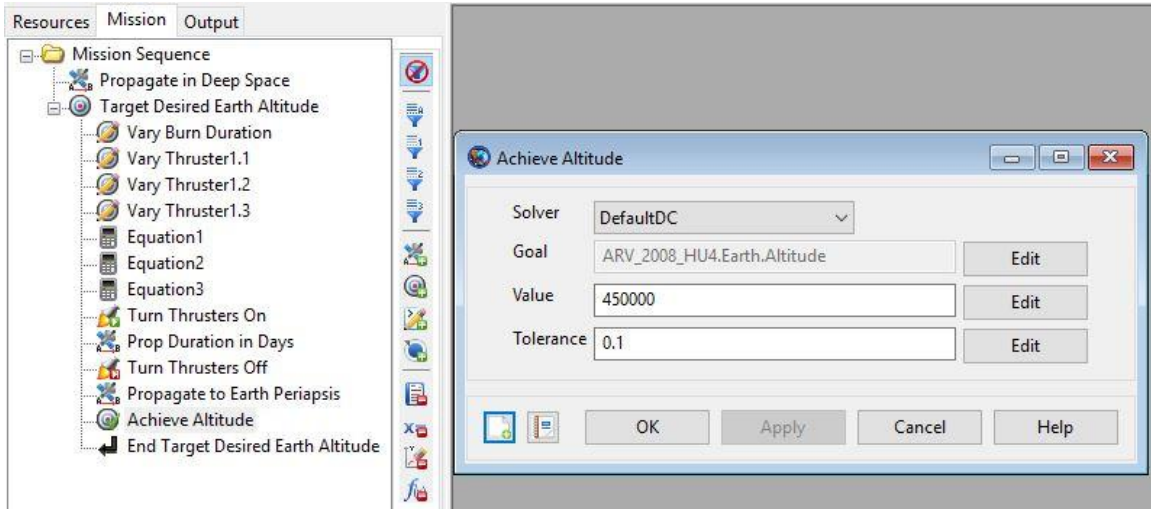 Resources Mission Output
Mission Sequence
Propagate in Deep Space
Target Desired Earth Altitude
Vary Burn Duration
Vary Thruster1.1
Vary Thruster1.2
Vary Thruster1.3
Equation1
Equation2
Equation3
Turn Thrusters On
Prop Duration in Days
Turn Thrusters Off
Propagate to Earth Periapsis
Achieve Altitude
End Target Desired Earth Altitude
Achieve Altitude
Solver DefaultDC
Goal ARV_2008_HU4.Earth.Altitude Edit
Value 450000 Edit
Tolerance 0.1 Edit
OK Apply Cancel Help